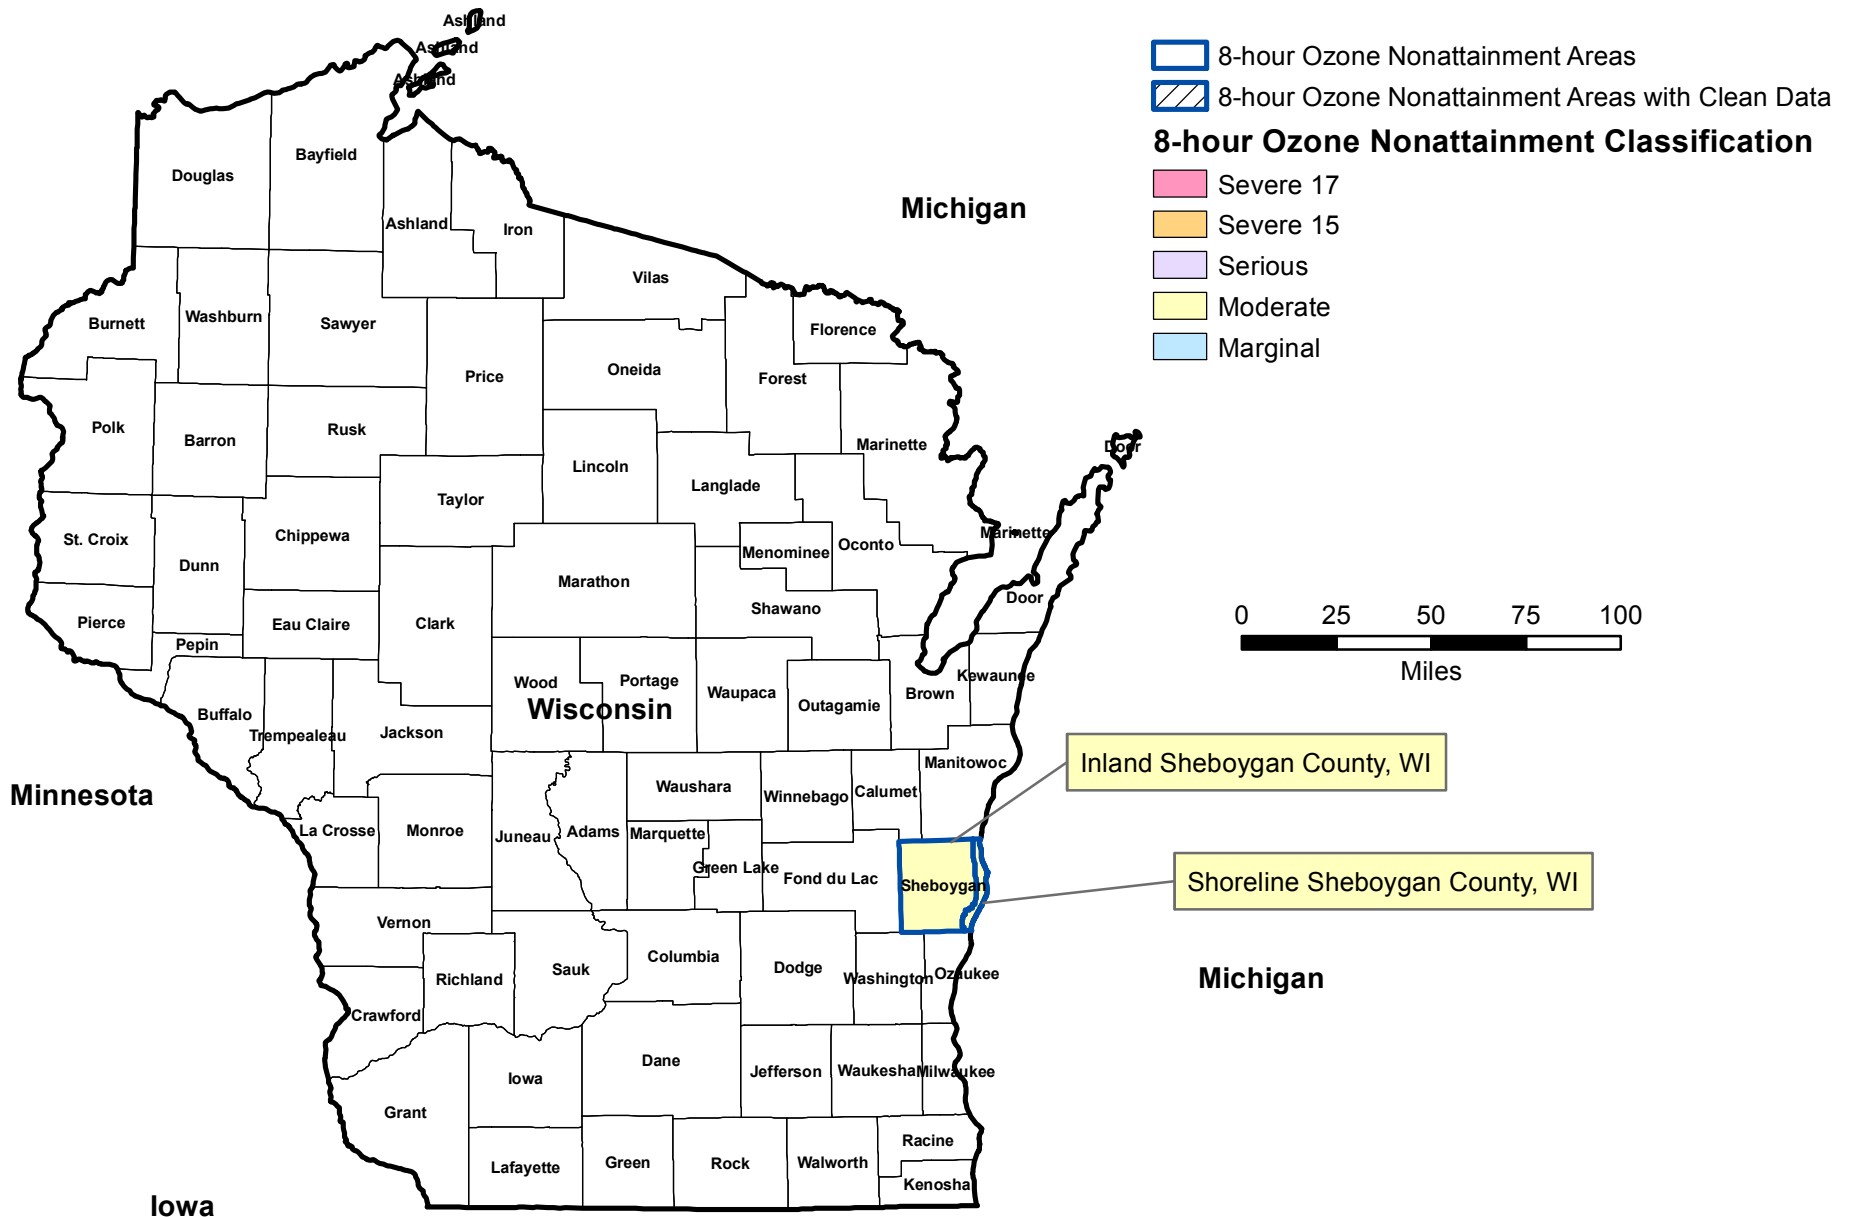 Ashland
Ashland
Ashland
8-hour Ozone Nonattainment Areas
8-hour Ozone Nonattainment Areas with Clean Data
8-hour Ozone Nonattainment Classification
Severe 17
Severe 15
Serious
Moderate
Marginal
Michigan
Douglas
Bayfield
Ashland
Iron
Vilas
Burnett
Washburn
Sawyer
Price
Oneida
Forest
Florence
Polk
Barron
Rusk
Lincoln
Langlade
Marinette
Door
Taylor
St. Croix
Dunn
Chippewa
Menominee
Oconto
Marinette
Marathon
Shawano
Door
Pierce
Pepin
Eau Claire
Clark
0 25 50 75 100
Miles
Wood
Portage
Waupaca
Outagamie
Brown
Kewaunee
Wisconsin
Buffalo
Trempealeau
Jackson
Manitowoc
Inland Sheboygan County, WI
Minnesota
La Crosse
Monroe
Juneau
Adams
Waushara
Marquette
Green Lake
Winnebago
Calumet
Fond du Lac
Sheboygan
Shoreline Sheboygan County, WI
Vernon
Richland
Sauk
Columbia
Dodge
Washington
Ozaukee
Michigan
Crawford
Grant
Iowa
Dane
Jefferson
Waukesha
Milwaukee
Lafayette
Green
Rock
Walworth
Racine
Kenosha
Iowa